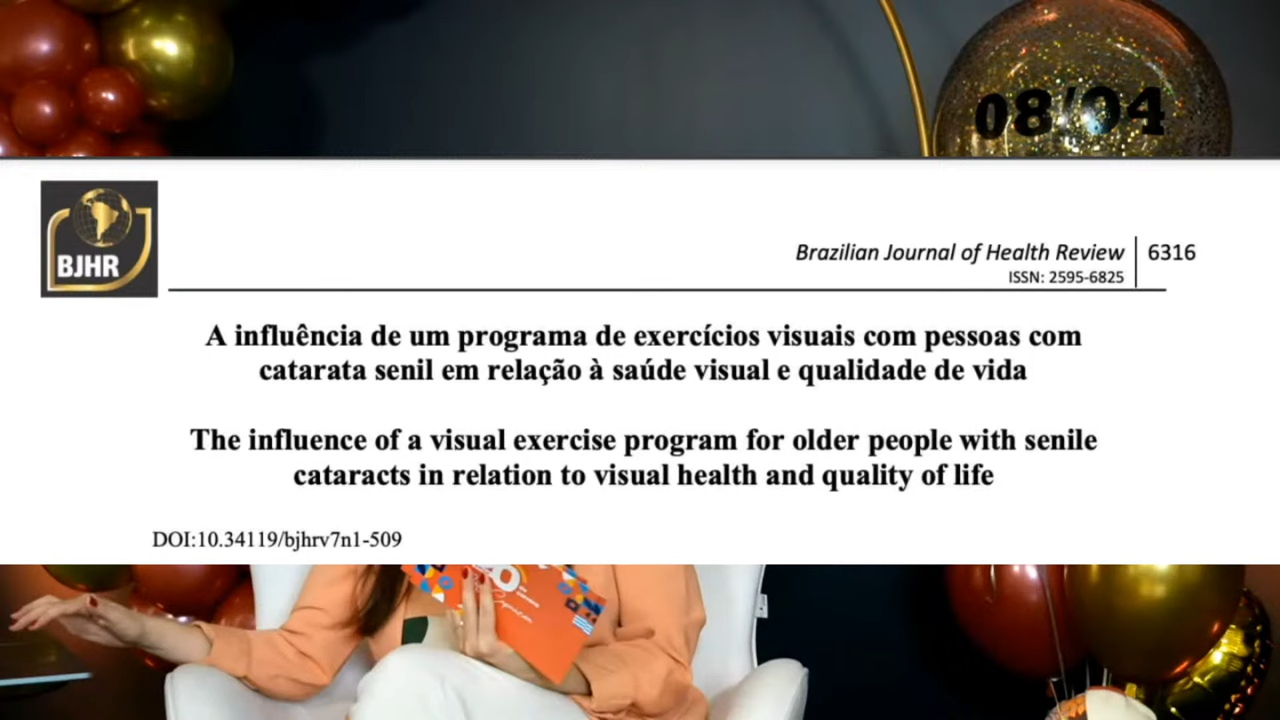 08/04
BJHR
Brazilian Journal of Health Review
6316
ISSN: 2595-6825
A influência de um programa de exercícios visuais com pessoas com
catarata senil em relação à saúde visual e qualidade de vida
The influence of a visual exercise program for older people with senile
cataracts in relation to visual health and quality of life
DOI:10.34119/bjhrv7n1-509